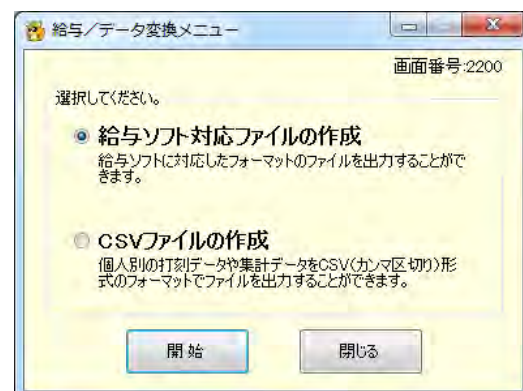 給与/データ変換メニュー
画面番号:2200
選択してください。
給与ソフト対応ファイルの作成
給与ソフトに対応したフォーマットのファイルを出力することがで
きます。
CSVファイルの作成
個人別の打刻データや集計データをCSV(カンマ区切り)形
式のフォーマットでファイルを出力することができます。
開始
閉じる